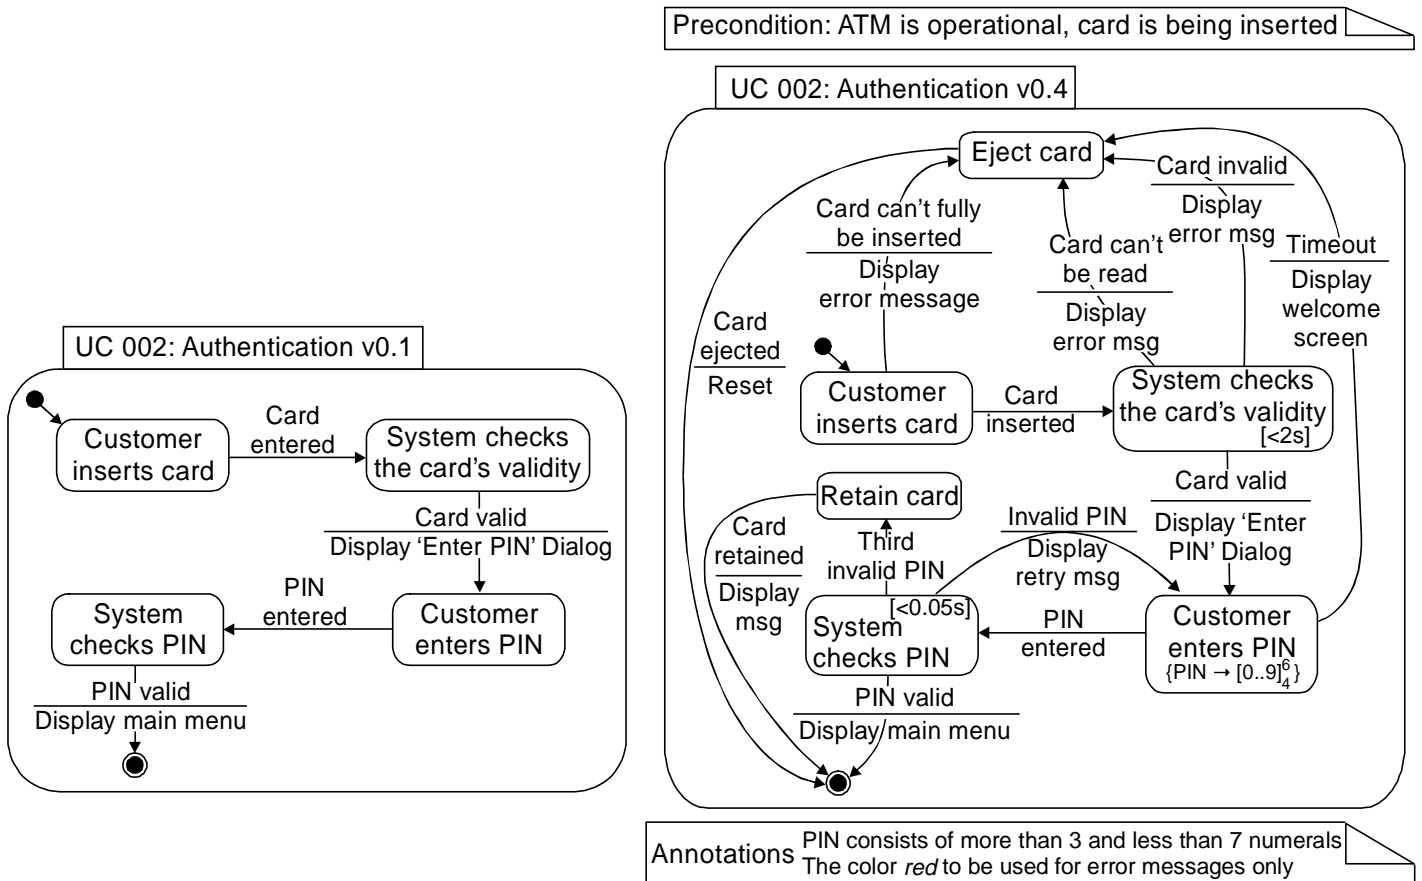 Precondition: ATM is operational, card is being inserted
UC 002: Authentication v0.1
Customer
inserts card
Card
entered
System checks
the card's validity
Card valid
Display ‘Enter PIN’ Dialog
Customer
enters PIN
PIN
entered
System
checks PIN
PIN valid
Display main menu
UC 002: Authentication v0.4
Eject card
Card can't fully
be inserted
Display
error message
Card can't
be read
Display
error msg
Card invalid
Display
error msg
Timeout
Display
welcome
screen
Card
ejected
Reset
Customer
inserts card
Card
inserted
System checks
the card's validity
[<2s]
Card valid
Display ‘Enter
PIN’ Dialog
Retain card
Card
retained
Display
msg
Third
invalid PIN
Invalid PIN
Display
retry msg
[<0.05s]
System
checks PIN
PIN
entered
Customer
enters PIN
{PIN → [0..9]⁶₄}
PIN valid
Display main menu
Annotations
PIN consists of more than 3 and less than 7 numerals
The color red to be used for error messages only